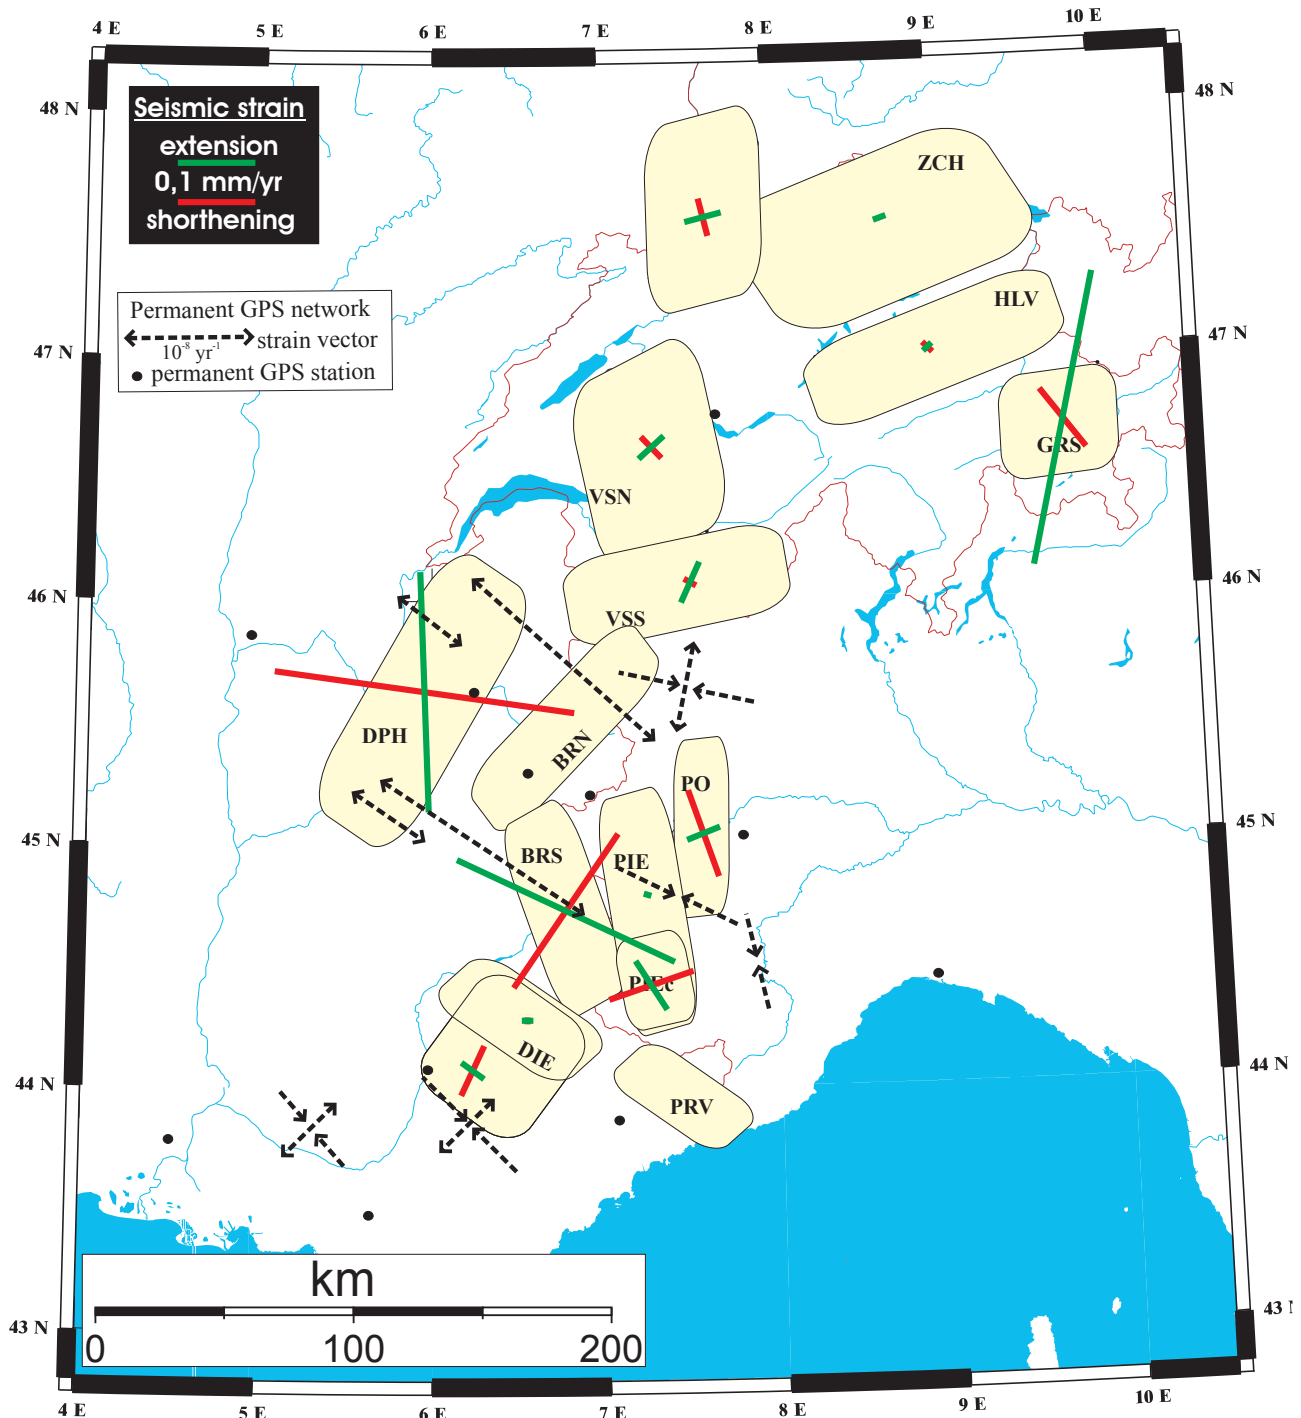 4 E
5 E
6 E
7 E
8 E
9 E
10 E
48 N
48 N
Seismic strain
extension
0,1 mm/yr
shorthening
ZCH
HLV
Permanent GPS network
strain vector
10⁻⁸ yr⁻¹
permanent GPS station
47 N
47 N
GRS
VSN
46 N
46 N
VSS
DPH
BRN
PO
45 N
45 N
BRS
PIE
PIEc
DIE
44 N
44 N
PRV
km
0
100
200
43 N
43 N
4 E
5 E
6 E
7 E
8 E
9 E
10 E